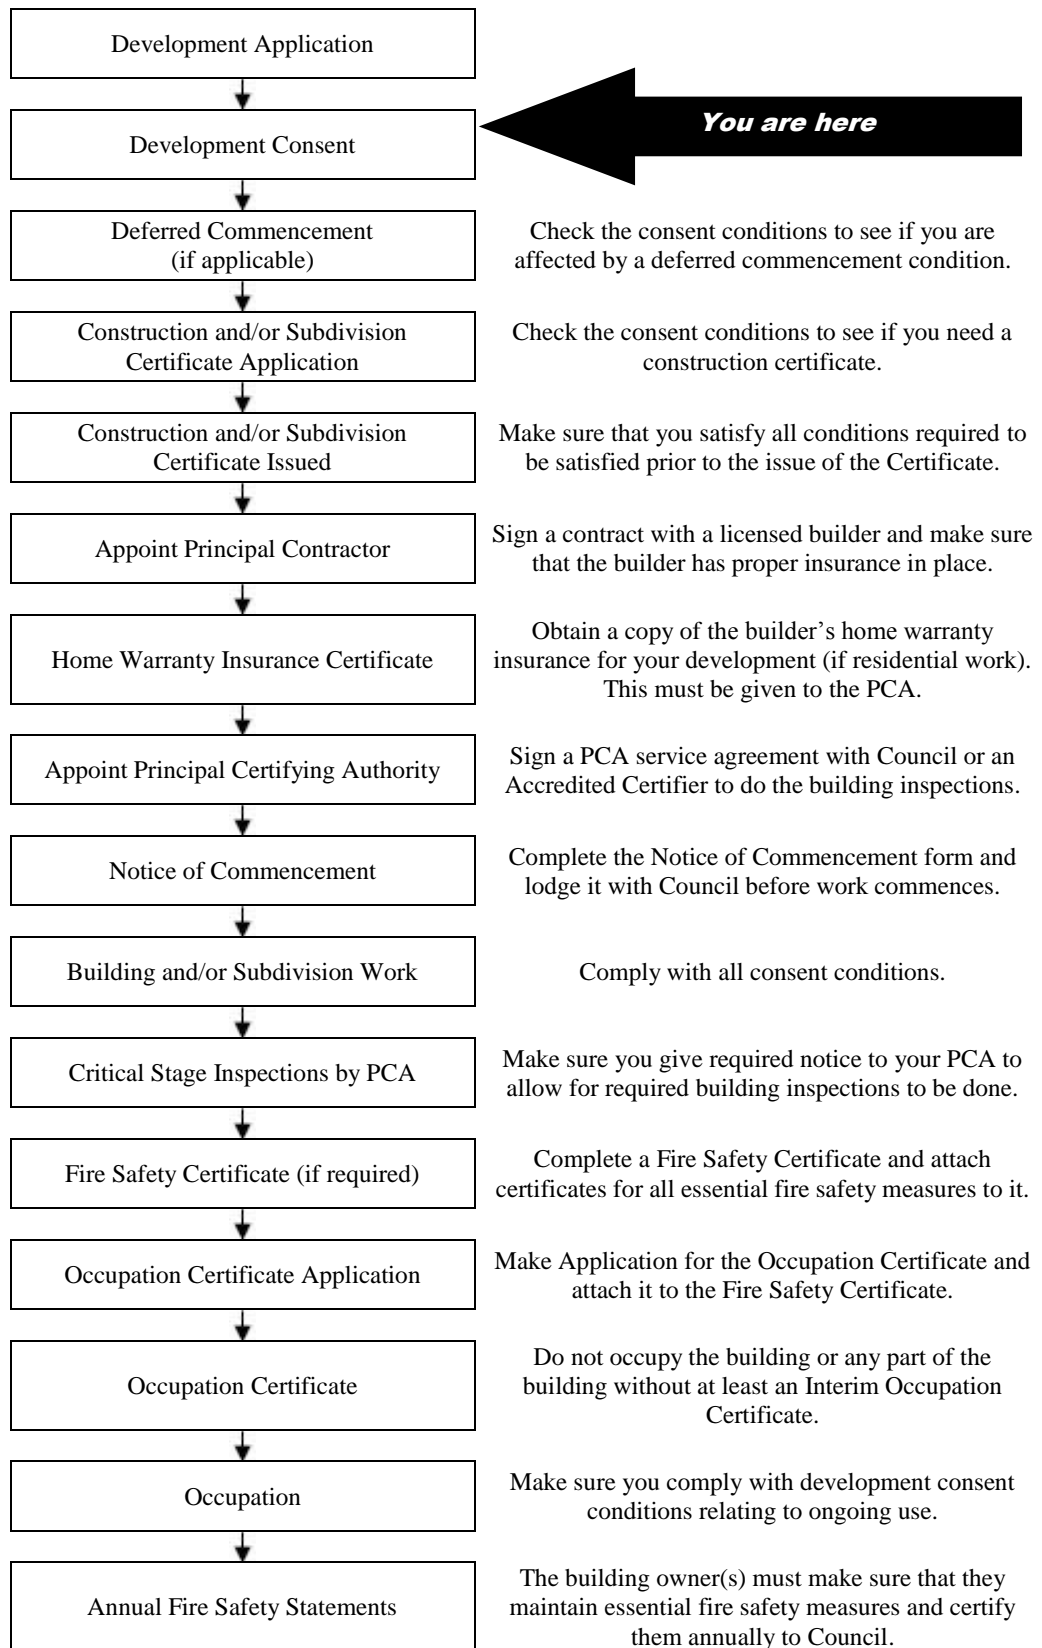 Development Application
You are here
Development Consent
Deferred Commencement
(if applicable)
Check the consent conditions to see if you are
affected by a deferred commencement condition.
Construction and/or Subdivision
Certificate Application
Check the consent conditions to see if you need a
construction certificate.
Construction and/or Subdivision
Certificate Issued
Make sure that you satisfy all conditions required to
be satisfied prior to the issue of the Certificate.
Appoint Principal Contractor
Sign a contract with a licensed builder and make sure
that the builder has proper insurance in place.
Home Warranty Insurance Certificate
Obtain a copy of the builder’s home warranty
insurance for your development (if residential work).
This must be given to the PCA.
Appoint Principal Certifying Authority
Sign a PCA service agreement with Council or an
Accredited Certifier to do the building inspections.
Notice of Commencement
Complete the Notice of Commencement form and
lodge it with Council before work commences.
Building and/or Subdivision Work
Comply with all consent conditions.
Critical Stage Inspections by PCA
Make sure you give required notice to your PCA to
allow for required building inspections to be done.
Fire Safety Certificate (if required)
Complete a Fire Safety Certificate and attach
certificates for all essential fire safety measures to it.
Occupation Certificate Application
Make Application for the Occupation Certificate and
attach it to the Fire Safety Certificate.
Occupation Certificate
Do not occupy the building or any part of the
building without at least an Interim Occupation
Certificate.
Occupation
Make sure you comply with development consent
conditions relating to ongoing use.
Annual Fire Safety Statements
The building owner(s) must make sure that they
maintain essential fire safety measures and certify
them annually to Council.